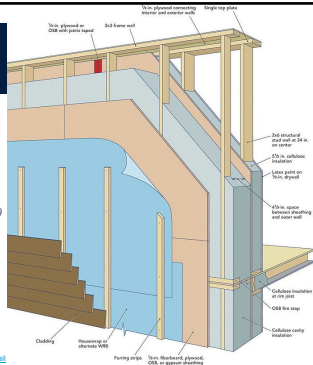 ½-in. plywood connecting
interior and exterior walls
Single top plate
½-in. plywood or
OSB with joints taped
2x3 frame wall
2x6 structural
stud wall at 24 in.
on center
5½ in. cellulose
insulation
Latex paint on
½-in. drywall
4½-in. space
between sheathing
and outer wall
Cellulose insulation
at rim joist
OSB fire stop
Cellulose cavity
insulation
Cladding
Housewrap or
alternate WRB
Furring strips
½-in. fiberboard, plywood,
OSB, or gypsum sheathing